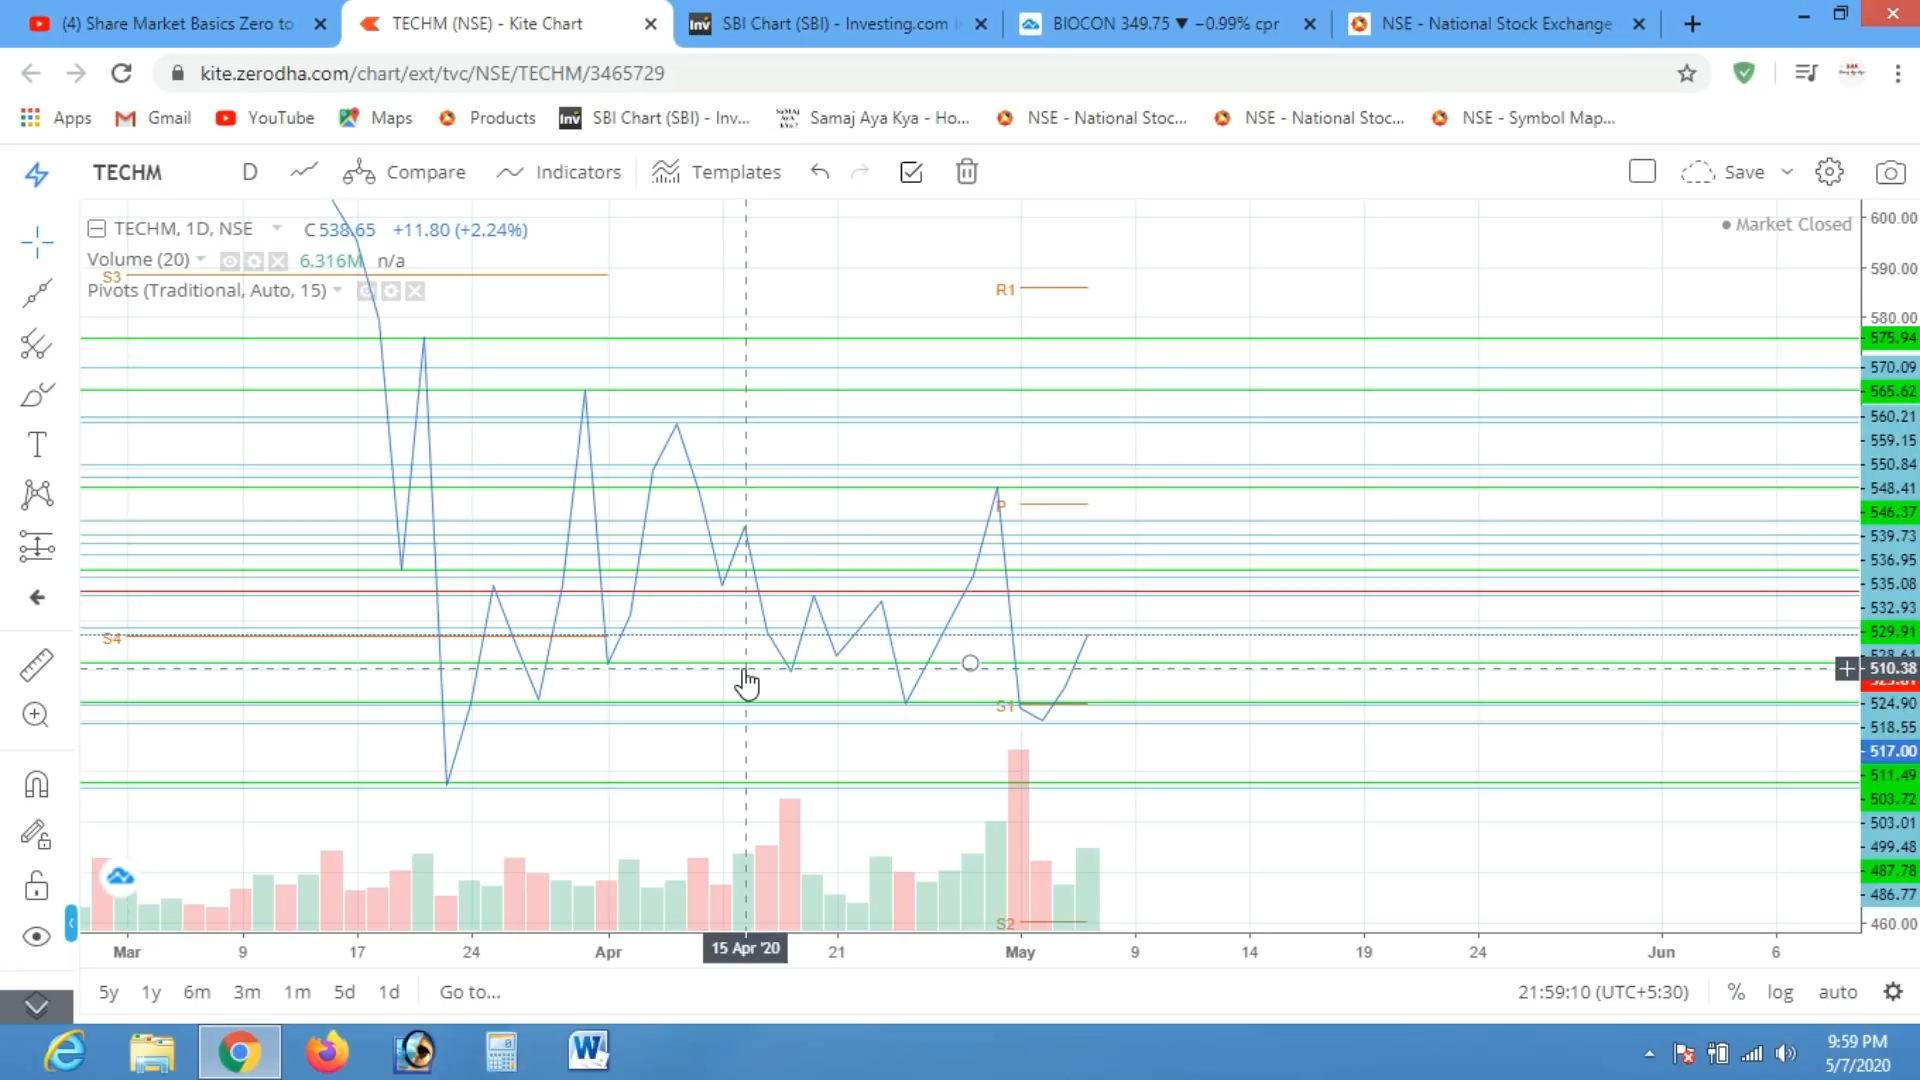 (4) Share Market Basics Zero to
TECHM (NSE) - Kite Chart
SBI Chart (SBI) - Investing.com
BIOCON 349.75 ▼ −0.99% cpr
NSE - National Stock Exchange
kite.zerodha.com/chart/ext/tvc/NSE/TECHM/3465729
Apps
Gmail
YouTube
Maps
Products
SBI Chart (SBI) - Inv...
Samaj Aya Kya - Ho...
NSE - National Stoc...
NSE - National Stoc...
NSE - Symbol Map...
TECHM
D
Compare
Indicators
Templates
Save
TECHM, 1D, NSE
C538.65 +11.80 (+2.24%)
Market Closed
Volume (20)
6.316M n/a
S3
Pivots (Traditional, Auto, 15)
R1
P
S4
S1
S2
600.00
590.00
580.00
575.94
570.09
565.62
560.21
559.15
550.84
548.41
546.37
539.73
536.95
535.08
532.93
529.91
510.38
524.90
518.55
517.00
511.49
503.72
503.01
499.48
487.78
486.77
460.00
Mar
9
17
24
Apr
15 Apr '20
21
May
9
14
19
24
Jun
6
5y
1y
6m
3m
1m
5d
1d
Go to...
21:59:10 (UTC+5:30)
%
log
auto
9:59 PM
5/7/2020